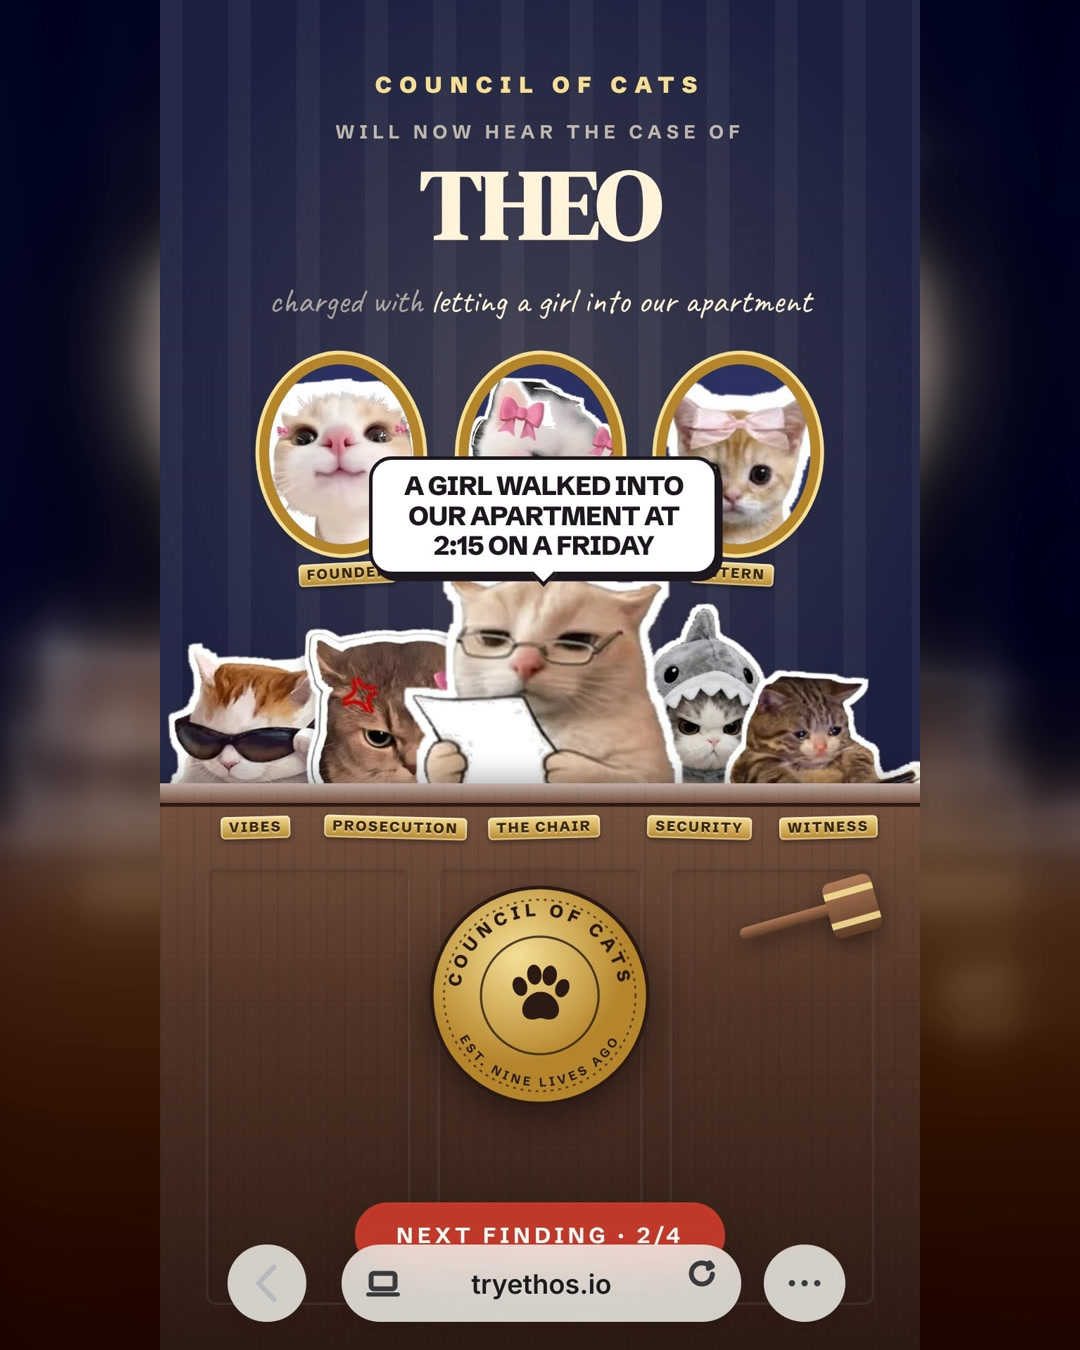 COUNCIL OF CATS
WILL NOW HEAR THE CASE OF
THEO
charged with letting a girl into our apartment
A GIRL WALKED INTO
OUR APARTMENT AT
2:15 ON A FRIDAY
VIBES
PROSECUTION
THE CHAIR
SECURITY
WITNESS
COUNCIL OF CATS
EST. NINE LIVES AGO
NEXT FINDING · 2/4
tryethos.io